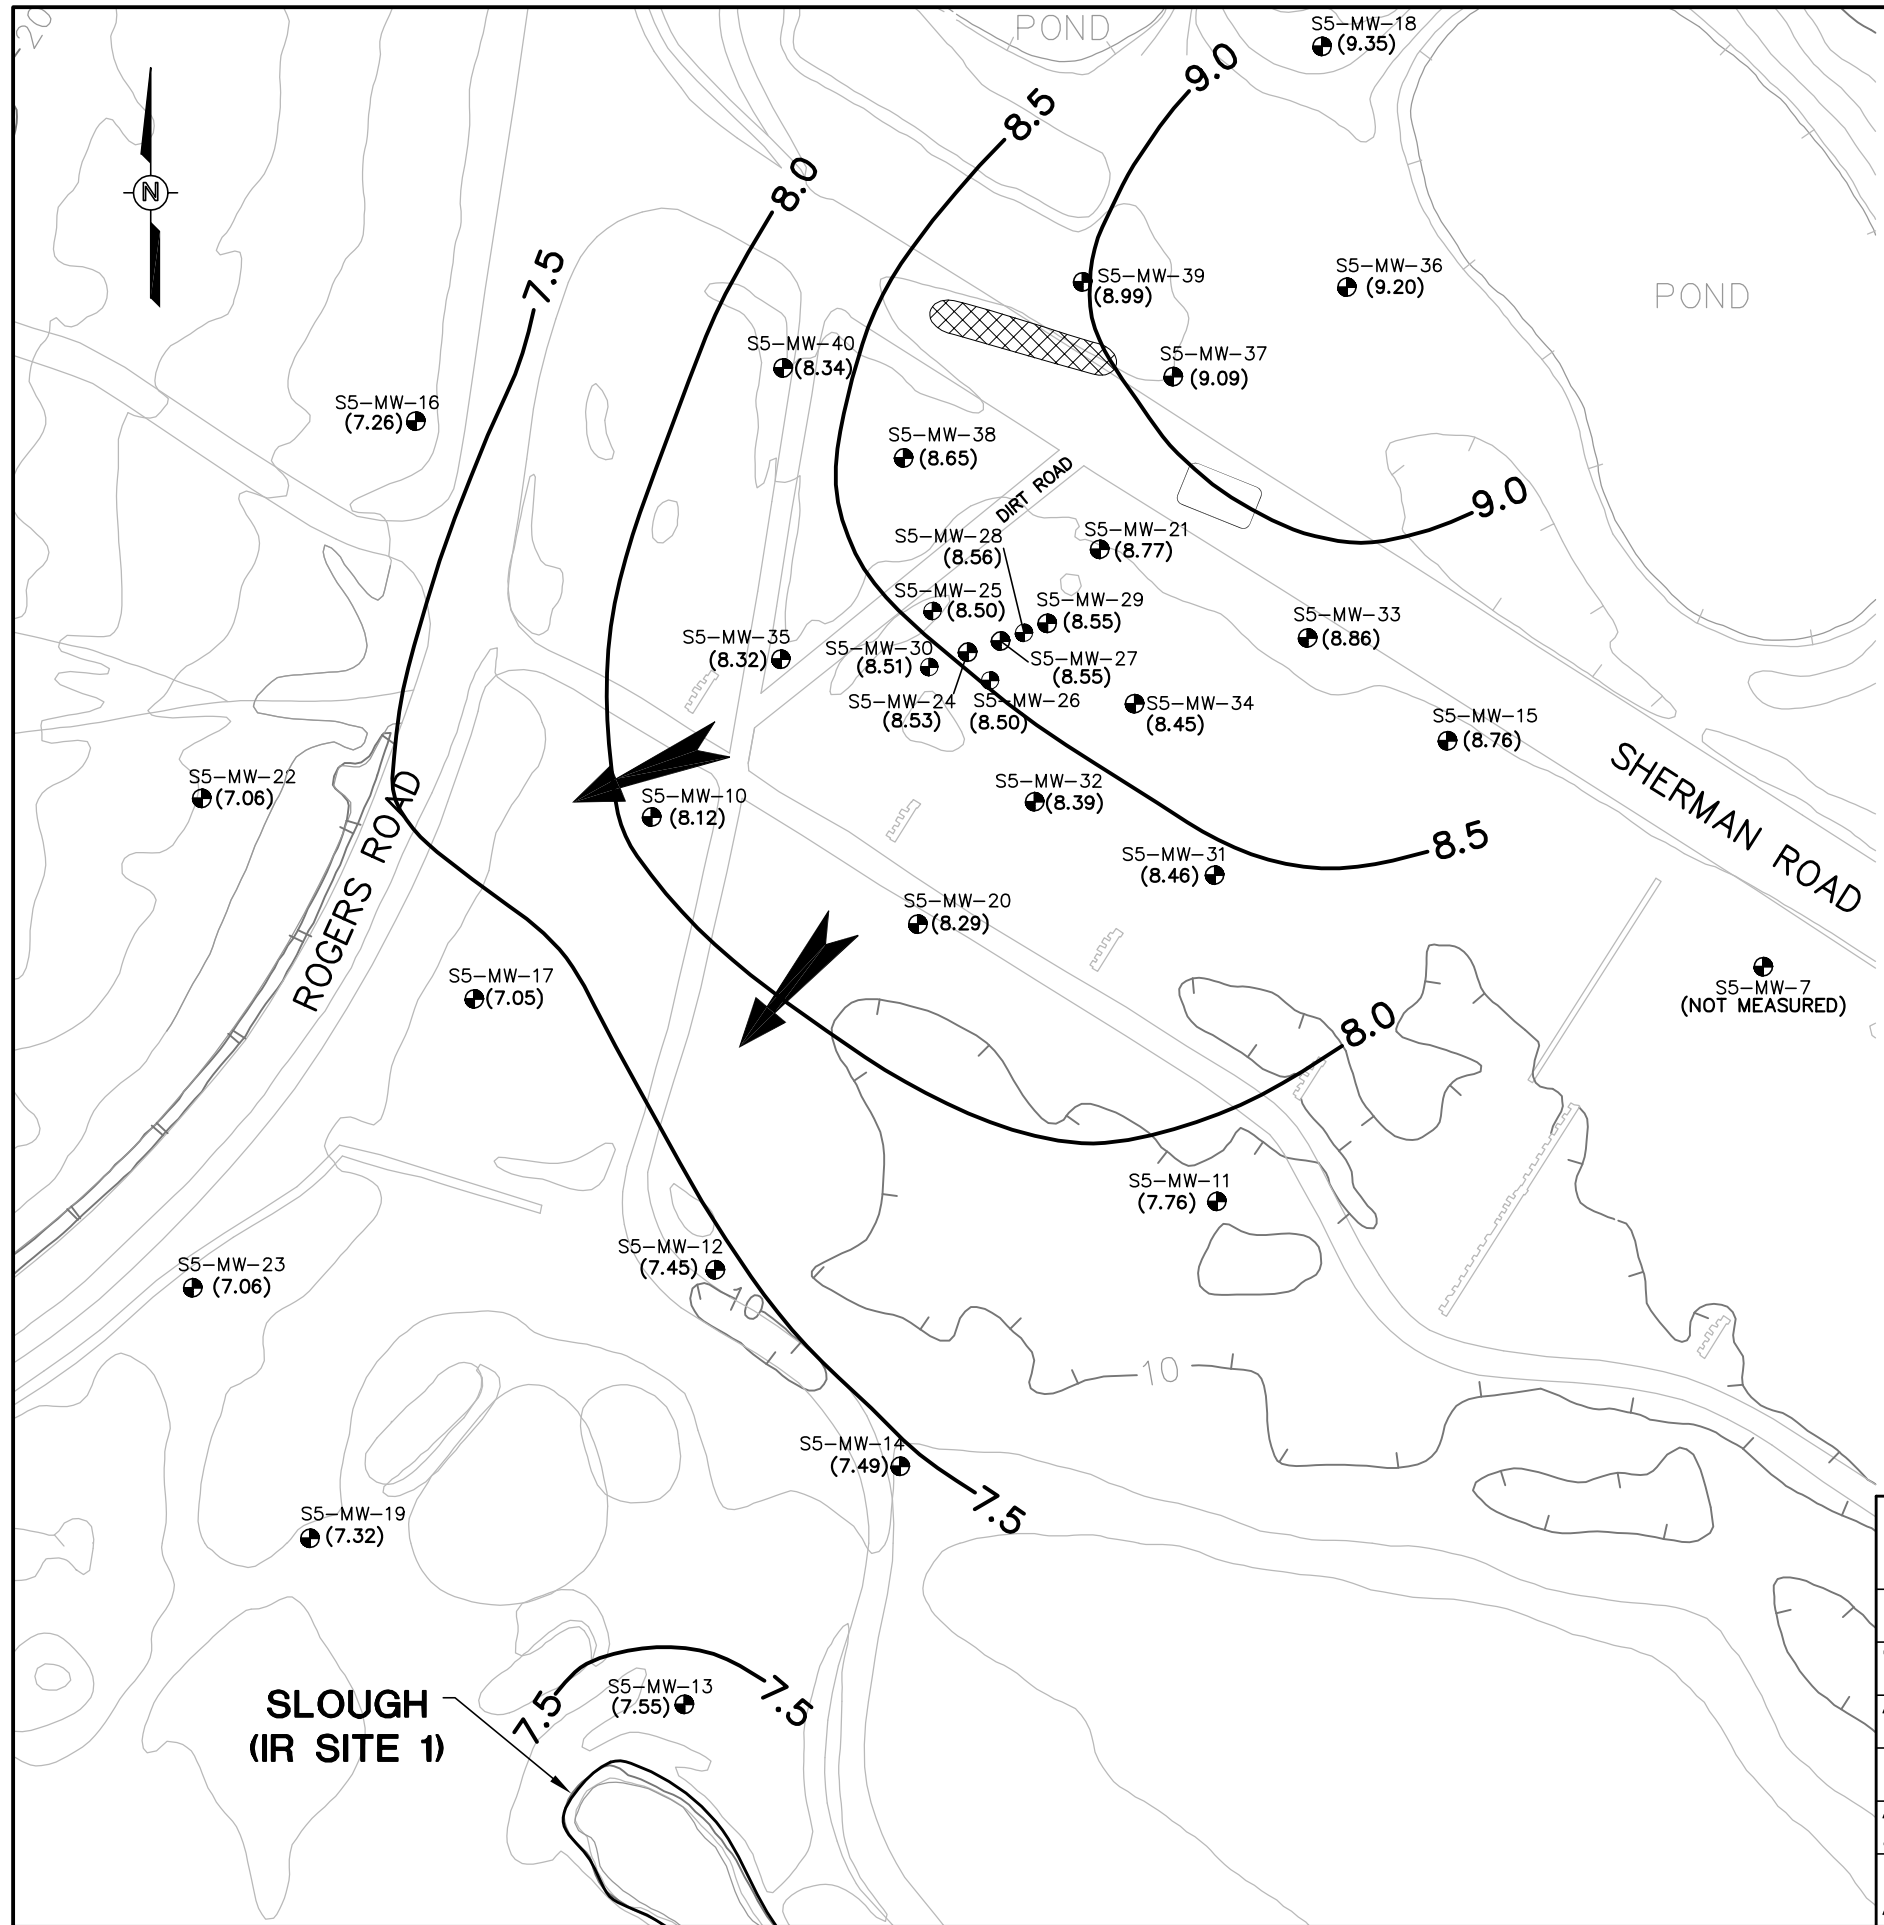 POND
S5-MW-18
(9.35)
20
9.0
8.5
8.0
N
7.5
S5-MW-39
(8.99)
S5-MW-36
(9.20)
POND
S5-MW-40
(8.34)
S5-MW-37
(9.09)
S5-MW-16
(7.26)
S5-MW-38
(8.65)
DIRT ROAD
9.0
S5-MW-28
(8.56)
S5-MW-21
(8.77)
S5-MW-25
(8.50)
S5-MW-29
(8.55)
S5-MW-33
(8.86)
S5-MW-35
(8.32)
S5-MW-30
(8.51)
S5-MW-27
(8.55)
S5-MW-24
(8.53)
S5-MW-26
(8.50)
S5-MW-34
(8.45)
S5-MW-15
(8.76)
SHERMAN ROAD
S5-MW-22
(7.06)
ROGERS ROAD
S5-MW-10
(8.12)
S5-MW-32
(8.39)
8.5
S5-MW-31
(8.46)
S5-MW-20
(8.29)
S5-MW-17
(7.05)
S5-MW-7
(NOT MEASURED)
8.0
S5-MW-11
(7.76)
S5-MW-12
(7.45)
S5-MW-23
(7.06)
10
10
S5-MW-14
(7.49)
7.5
S5-MW-19
(7.32)
S5-MW-13
(7.55)
7.5
7.5
SLOUGH
(IR SITE 1)